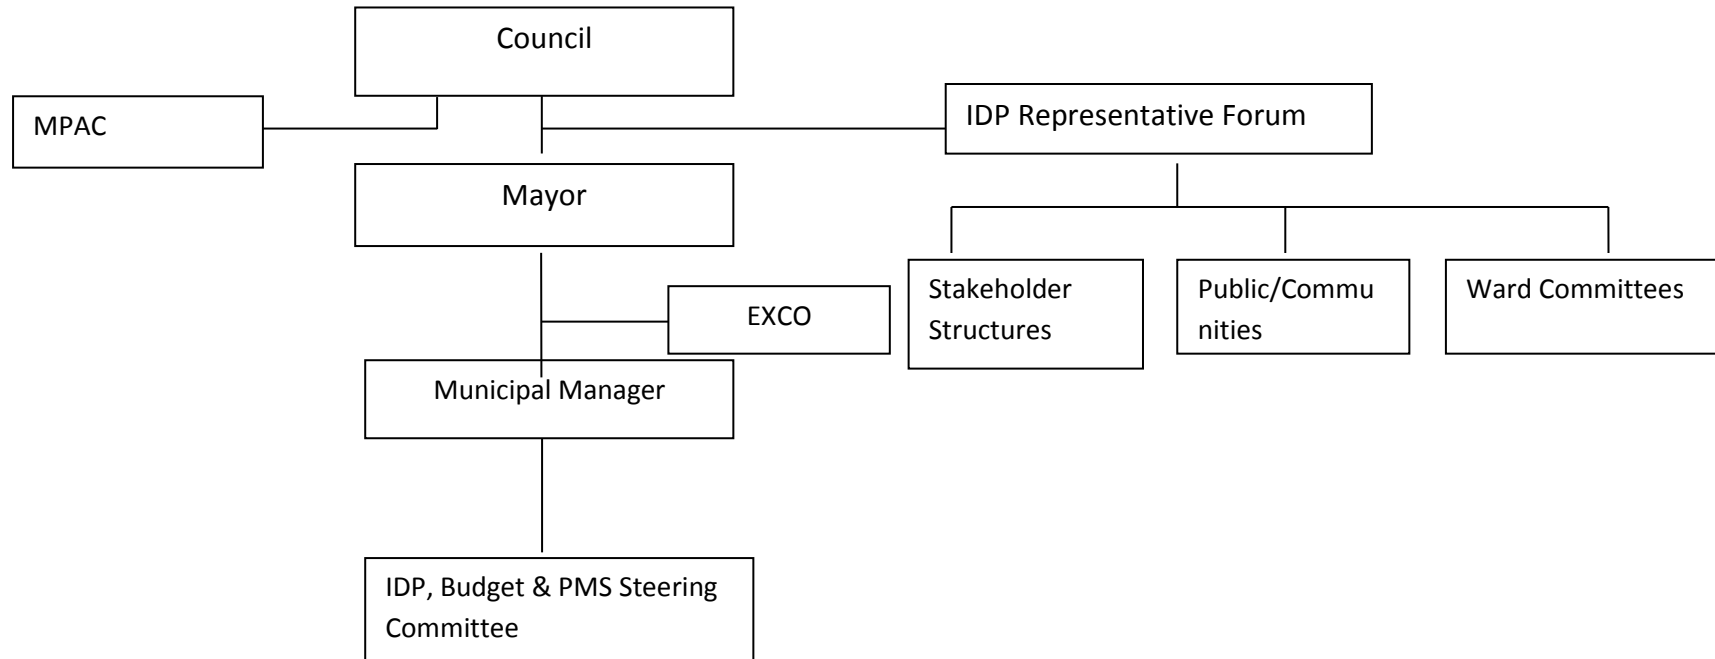 Council
MPAC
IDP Representative Forum
Mayor
Stakeholder
Structures
Public/Commu
nities
Ward Committees
EXCO
Municipal Manager
IDP, Budget & PMS Steering
Committee